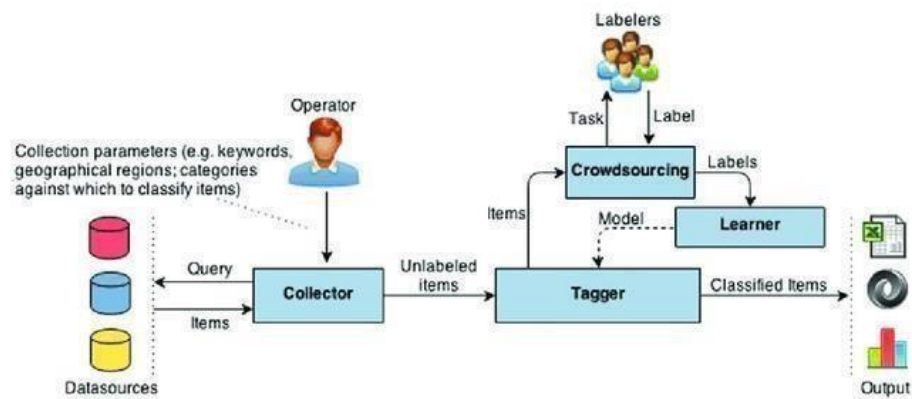 Labelers
Operator
Task
Label
Collection parameters (e.g. keywords,
geographical regions; categories
against which to classify items)
Crowdsourcing
Labels
Items
Model
Learner
Query
Collector
Unlabeled
items
Tagger
Classified Items
Items
Datasources
Output